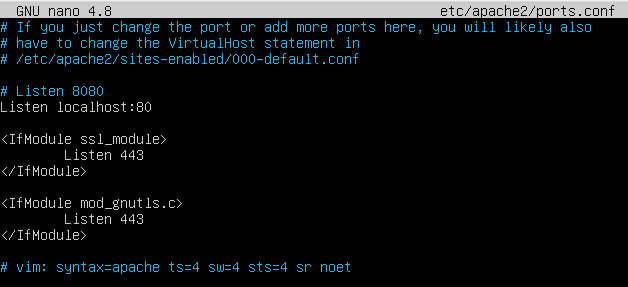 GNU nano 4.8 etc/apache2/ports.conf
# If you just change the port or add more ports here, you will likely also
# have to change the VirtualHost statement in
# /etc/apache2/sites-enabled/000-default.conf
# Listen 8080
Listen localhost:80
<IfModule ssl_module>
Listen 443
</IfModule>
<IfModule mod_gnutls.c>
Listen 443
</IfModule>
# vim: syntax=apache ts=4 sw=4 sts=4 sr noet